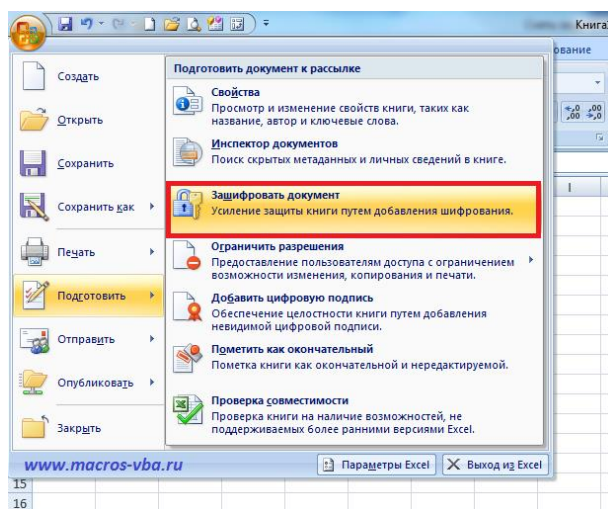 Книга
ование
Создать
Открыть
Сохранить
Сохранить как
Печать
Подготовить
Отправить
Опубликовать
Закрыть
Подготовить документ к рассылке
Свойства
Просмотр и изменение свойств книги, таких как
название, автор и ключевые слова.
Инспектор документов
Поиск скрытых метаданных и личных сведений в книге.
Зашифровать документ
Усиление защиты книги путем добавления шифрования.
Ограничить разрешения
Предоставление пользователям доступа с ограничением
возможности изменения, копирования и печати.
Добавить цифровую подпись
Обеспечение целостности книги путем добавления
невидимой цифровой подписи.
Пометить как окончательный
Пометка книги как окончательной и нередактируемой.
Проверка совместимости
Проверка книги на наличие возможностей, не
поддерживаемых более ранними версиями Excel.
,00 ,00
I
www.macros-vba.ru
Параметры Excel
Выход из Excel
15
16